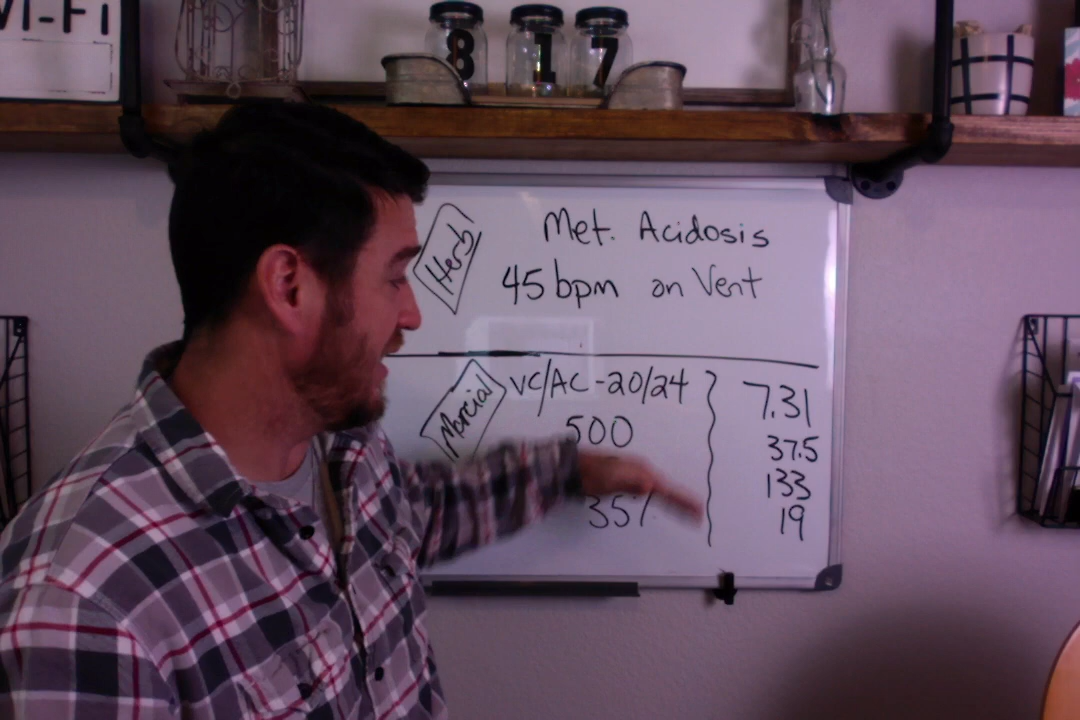 WI-FI
8 1 7
Herb
Met. Acidosis
45 bpm on Vent
Marcial
VC/AC-20/24
500
35%
7.31
37.5
133
19